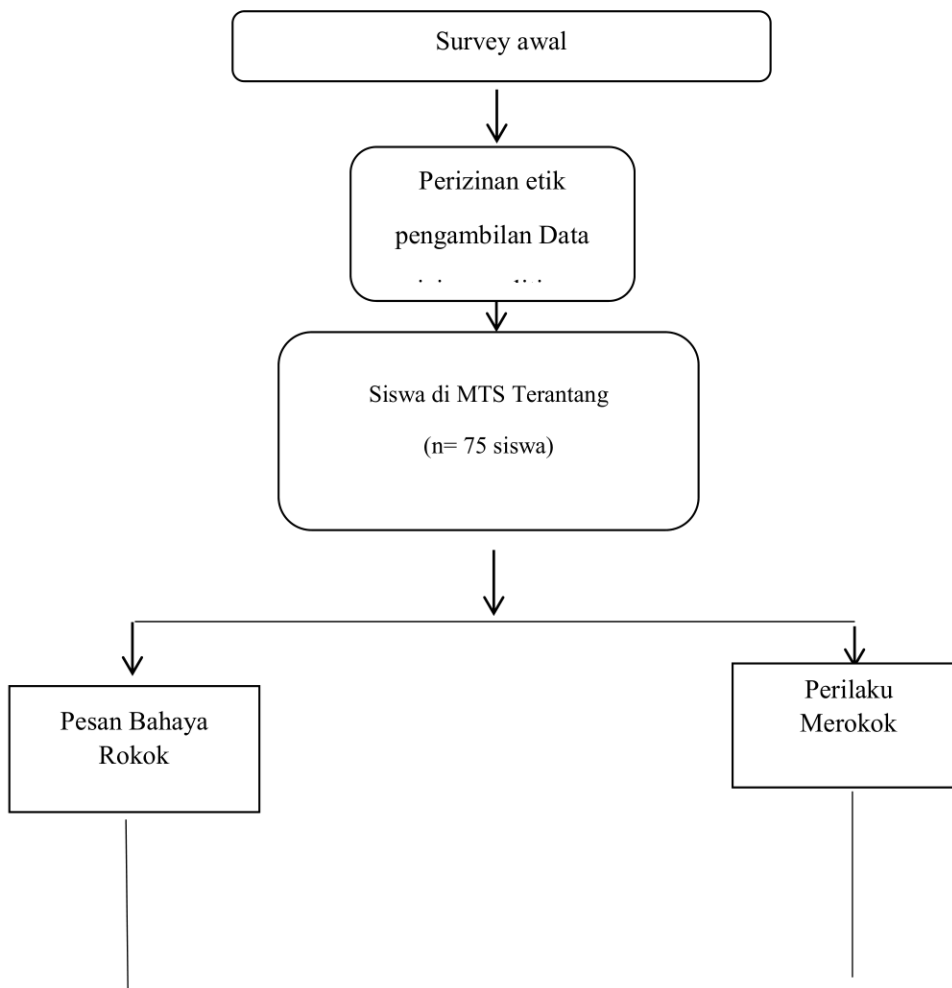 Survey awal
Perizinan etik
pengambilan Data
Siswa di MTS Terantang
(n= 75 siswa)
Pesan Bahaya
Rokok
Perilaku
Merokok